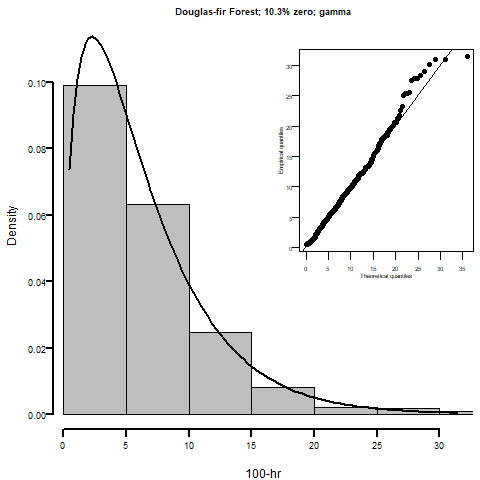 Douglas-fir Forest; 10.3% zero; gamma
Density
0.00
0.02
0.04
0.06
0.08
0.10
0 5 10 15 20 25 30
100-hr
Empirical quantiles
0
5
10
15
20
25
30
0 5 10 15 20 25 30 35
Theoretical quantiles